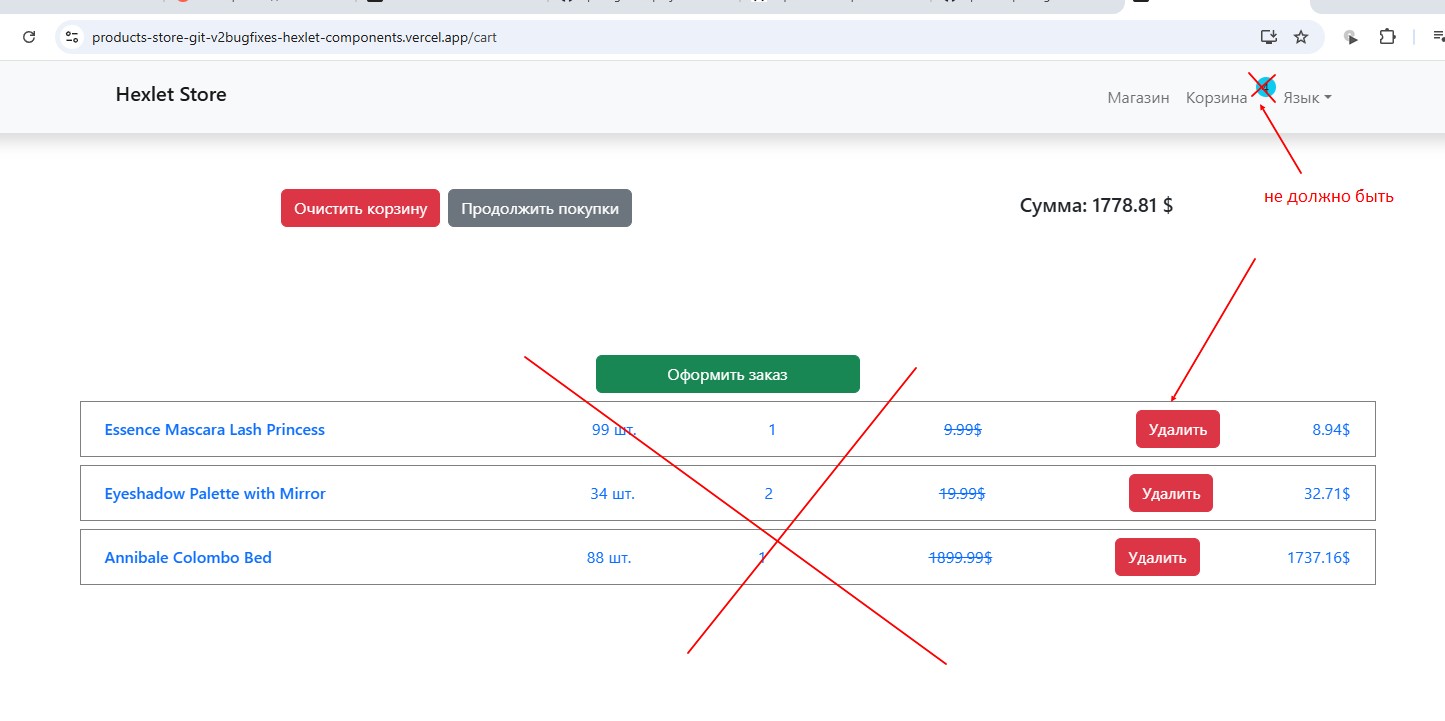 products-store-git-v2bugfixes-hexlet-components.vercel.app/cart
Hexlet Store
Магазин Корзина 4 Язык
не должно быть
Очистить корзину Продолжить покупки Сумма: 1778.81 $
Оформить заказ
Essence Mascara Lash Princess 99 шт. 1 9.99$ Удалить 8.94$
Eyeshadow Palette with Mirror 34 шт. 2 19.99$ Удалить 32.71$
Annibale Colombo Bed 88 шт. 1 1899.99$ Удалить 1737.16$